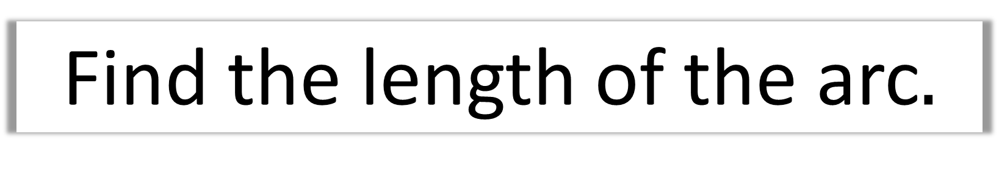 Find the length of the arc.